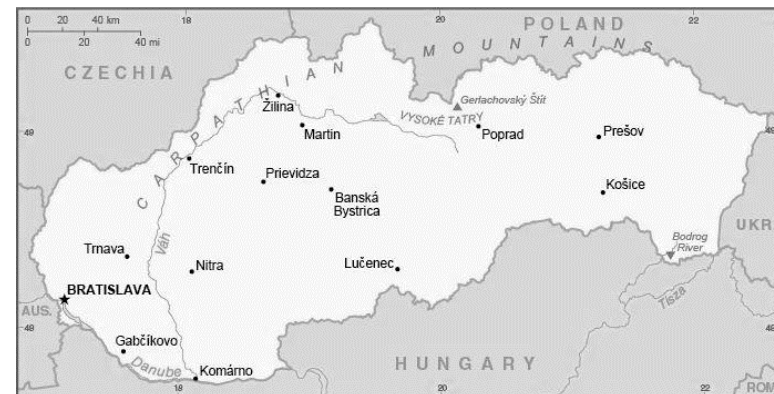 0 20 40 km
0 20 40 mi
18
20
22
POLAND
CZECHIA
CARPATHIAN MOUNTAINS
Gerlachovský Štít
VYSOKÉ TATRY
Žilina
49
Martin
Poprad
Prešov
49
Trenčín
Prievidza
Banská
Bystrica
Košice
Váh
UKR
Bodrog
River
Trnava
Nitra
Lučenec
BRATISLAVA
Tisza
AUS.
48
48
Gabčíkovo
Danube
HUNGARY
Komárno
18
20
22
ROM